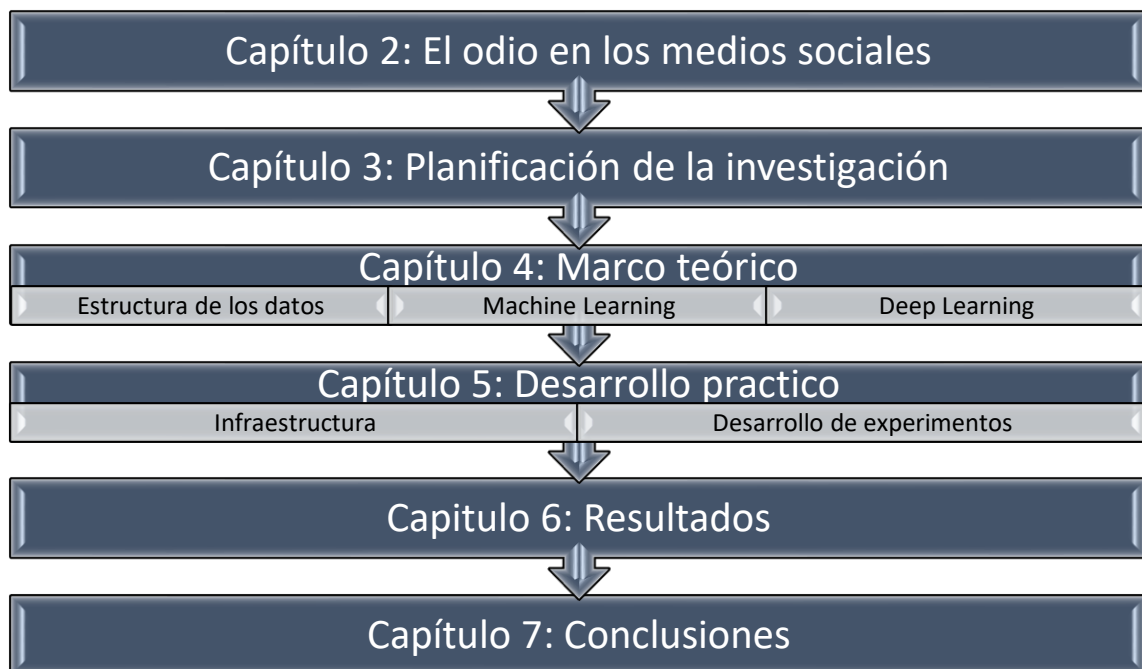 Capítulo 2: El odio en los medios sociales
Capítulo 3: Planificación de la investigación
Capítulo 4: Marco teórico
Estructura de los datos
Machine Learning
Deep Learning
Capítulo 5: Desarrollo practico
Infraestructura
Desarrollo de experimentos
Capitulo 6: Resultados
Capítulo 7: Conclusiones